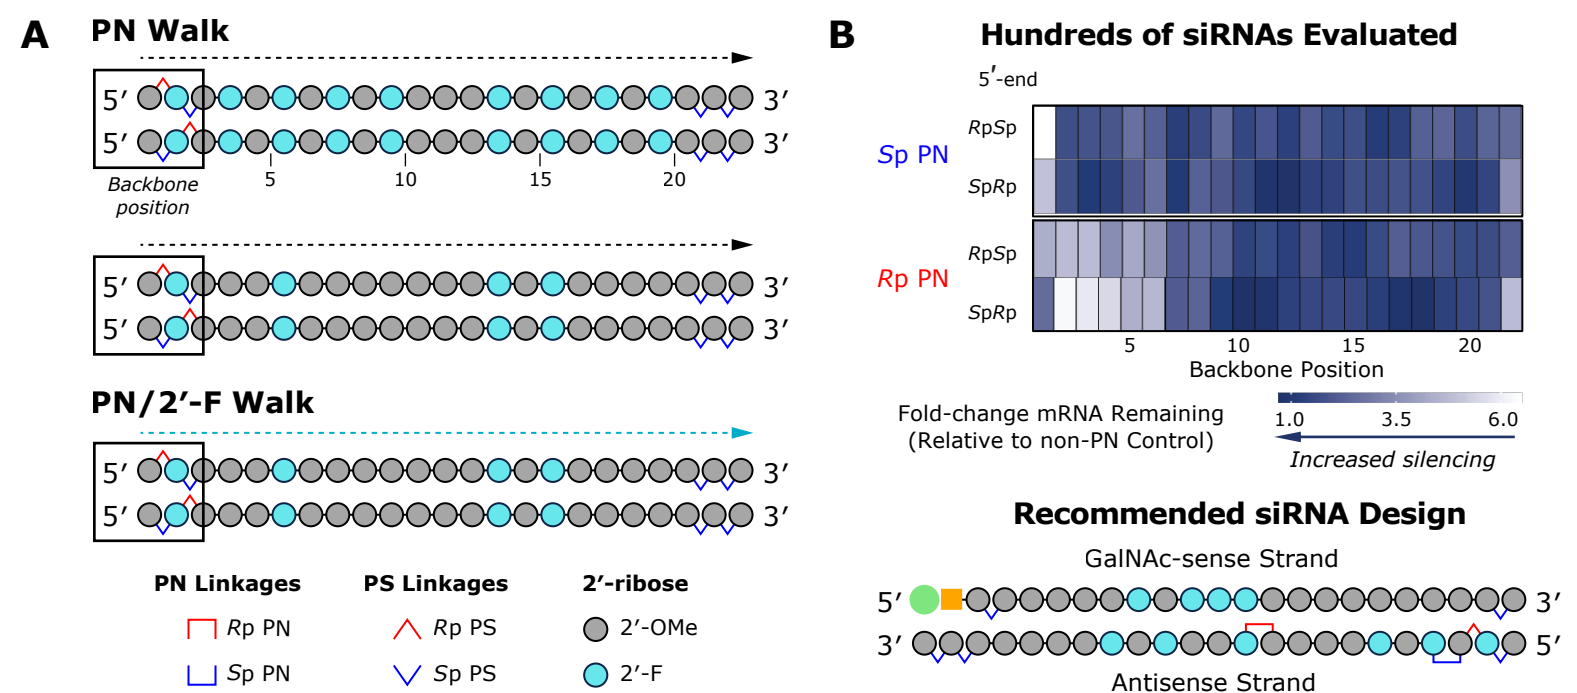 A
PN Walk
5′ 3′
5′ 3′
Backbone
position
5 10 15 20
5′ 3′
5′ 3′
PN/2′-F Walk
5′ 3′
5′ 3′
PN Linkages PS Linkages 2′-ribose
Rp PN Rp PS 2′-OMe
Sp PN Sp PS 2′-F
B
Hundreds of siRNAs Evaluated
5′-end
RpSp
Sp PN
SpRp
RpSp
Rp PN
SpRp
5 10 15 20
Backbone Position
Fold-change mRNA Remaining
(Relative to non-PN Control)
1.0 3.5 6.0
Increased silencing
Recommended siRNA Design
GalNAc-sense Strand
5′ 3′
3′ 5′
Antisense Strand